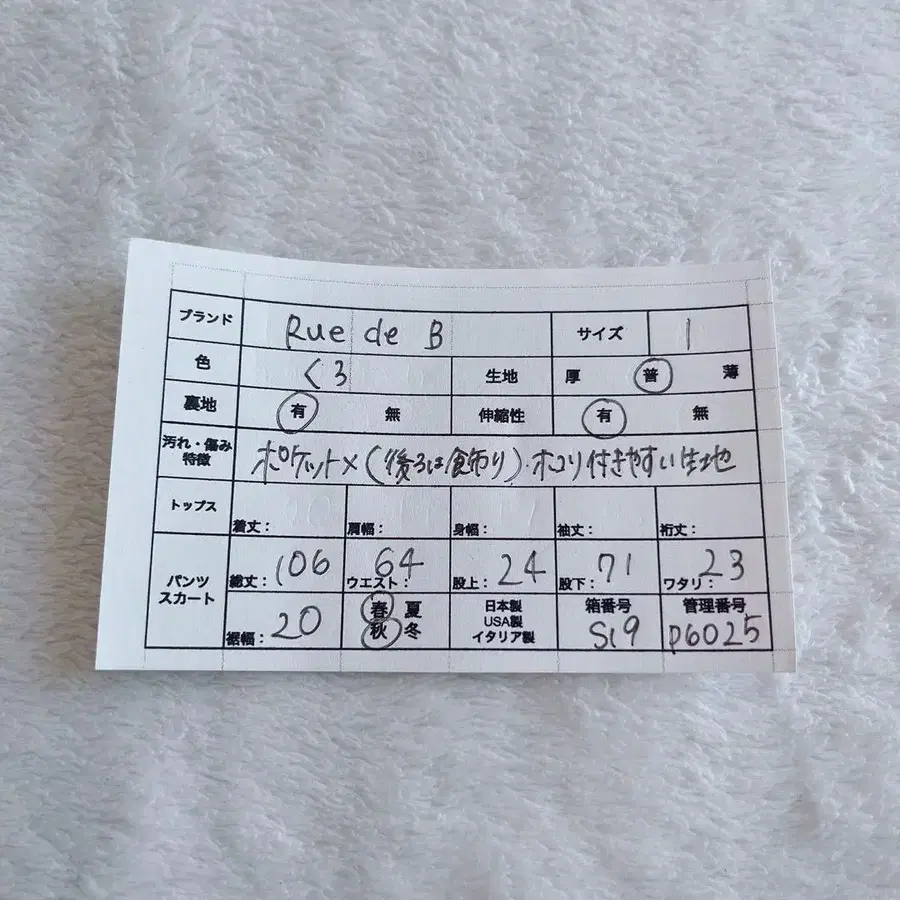 ブランド Rue de B サイズ 1
色 くろ 生地 厚 普 薄
裏地 有 無 伸縮性 有 無
汚れ・傷み
特徴 ポケット×(後ろは飾り)・ホコリ付きやすい生地
トップス 着丈: 肩幅: 身幅: 袖丈: 裄丈:
パンツ
スカート 総丈:106 ウエスト:64 股上:24 股下:71 ワタリ:23
裾幅:20 春 夏
秋 冬
日本製
USA製
イタリア製
箱番号
S19
管理番号
P6025